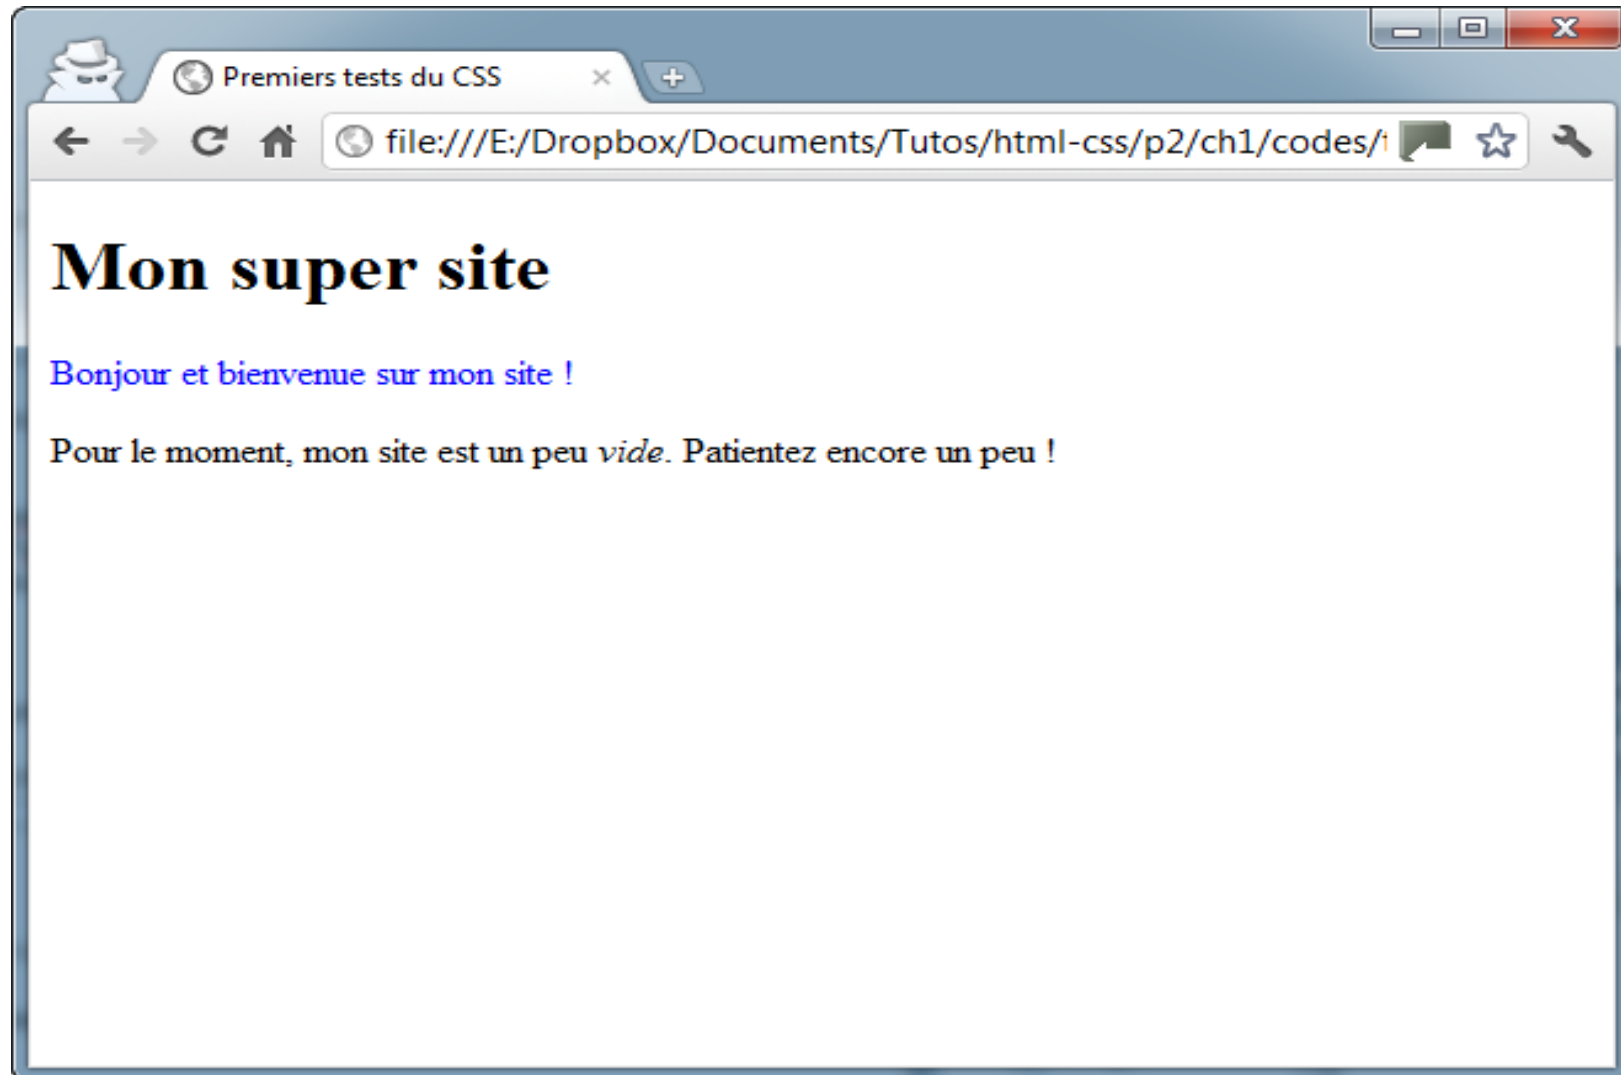 Premiers tests du CSS
file:///E:/Dropbox/Documents/Tutos/html-css/p2/ch1/codes/
Mon super site
Bonjour et bienvenue sur mon site !
Pour le moment, mon site est un peu vide. Patientez encore un peu !